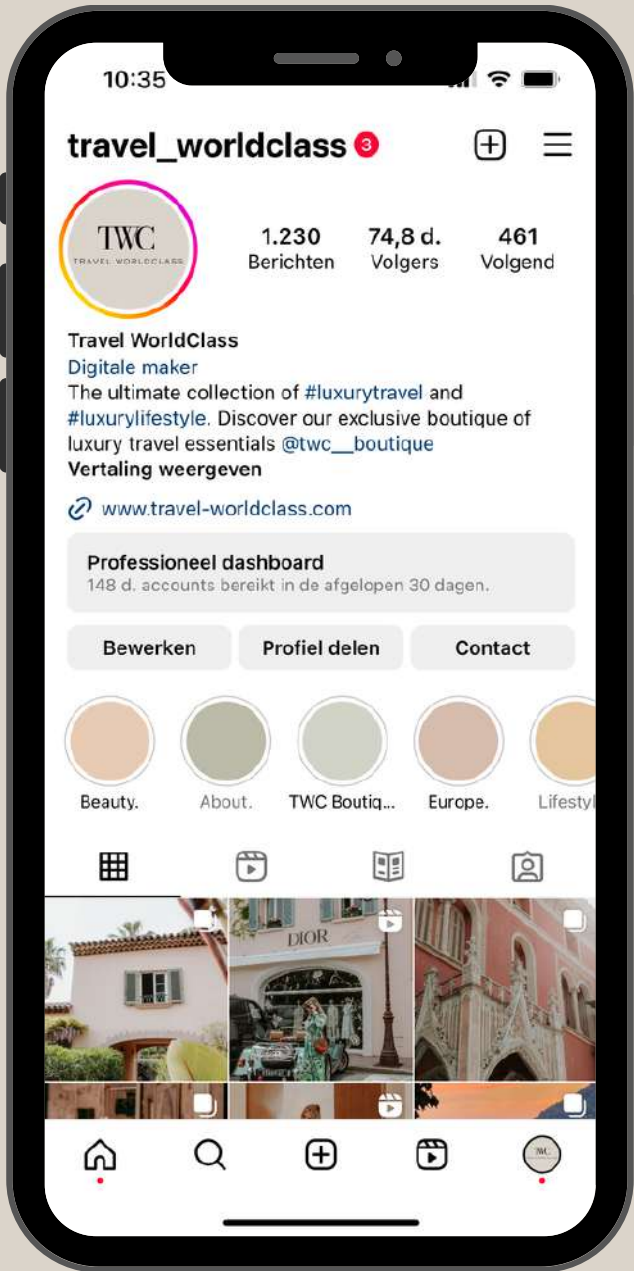 10:35
travel_worldclass 3
TWC
TRAVEL WORLDCLASS
1.230 74,8 d. 461
Berichten Volgers Volgend
Travel WorldClass
Digitale maker
The ultimate collection of #luxurytravel and
#luxurylifestyle. Discover our exclusive boutique of
luxury travel essentials @twc__boutique
Vertaling weergeven
www.travel-worldclass.com
Professioneel dashboard
148 d. accounts bereikt in de afgelopen 30 dagen.
Bewerken Profiel delen Contact
Beauty. About. TWC Boutiq... Europe. Lifestyl
DIOR
TWC